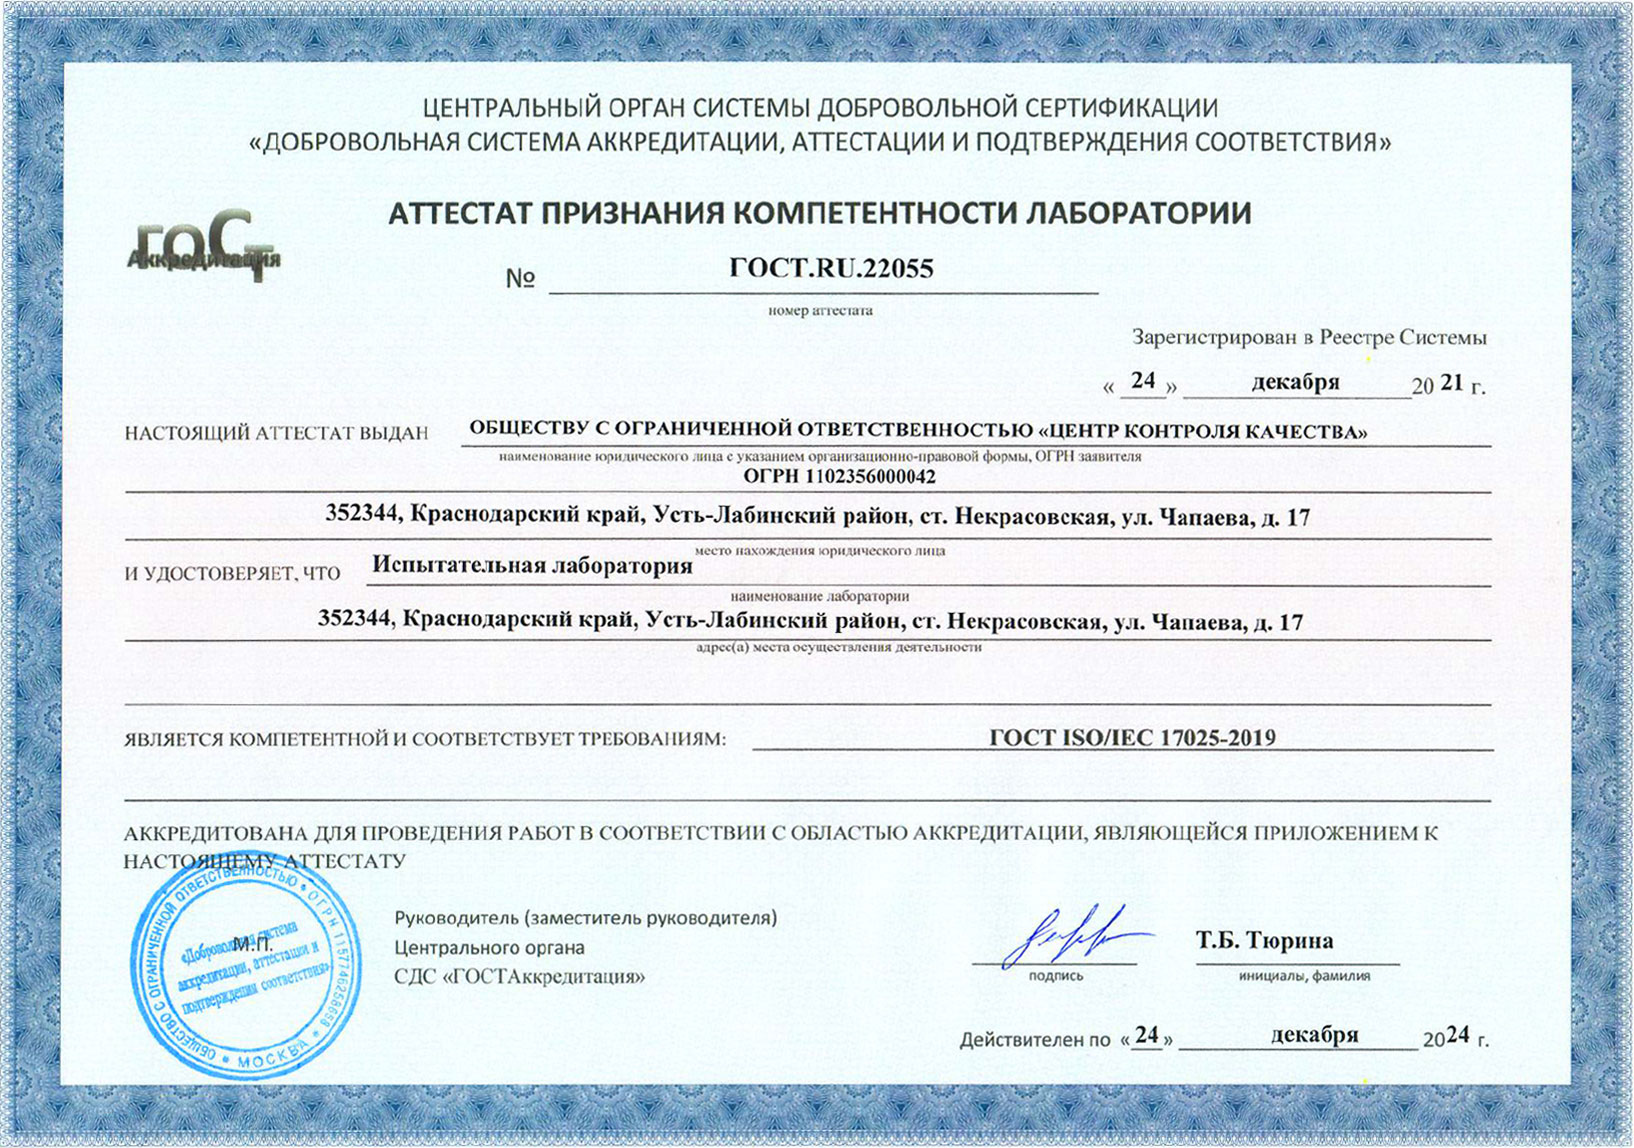 ЦЕНТРАЛЬНЫЙ ОРГАН СИСТЕМЫ ДОБРОВОЛЬНОЙ СЕРТИФИКАЦИИ
«ДОБРОВОЛЬНАЯ СИСТЕМА АККРЕДИТАЦИИ, АТТЕСТАЦИИ И ПОДТВЕРЖДЕНИЯ СООТВЕТСТВИЯ»
ГОСТ
Аккредитация
АТТЕСТАТ ПРИЗНАНИЯ КОМПЕТЕНТНОСТИ ЛАБОРАТОРИИ
№ ГОСТ.RU.22055
номер аттестата
Зарегистрирован в Реестре Системы
« 24 » декабря 20 21 г.
НАСТОЯЩИЙ АТТЕСТАТ ВЫДАН ОБЩЕСТВУ С ОГРАНИЧЕННОЙ ОТВЕТСТВЕННОСТЬЮ «ЦЕНТР КОНТРОЛЯ КАЧЕСТВА»
наименование юридического лица с указанием организационно-правовой формы, ОГРН заявителя
ОГРН 1102356000042
352344, Краснодарский край, Усть-Лабинский район, ст. Некрасовская, ул. Чапаева, д. 17
место нахождения юридического лица
И УДОСТОВЕРЯЕТ, ЧТО Испытательная лаборатория
наименование лаборатории
352344, Краснодарский край, Усть-Лабинский район, ст. Некрасовская, ул. Чапаева, д. 17
адрес(а) места осуществления деятельности
ЯВЛЯЕТСЯ КОМПЕТЕНТНОЙ И СООТВЕТСТВУЕТ ТРЕБОВАНИЯМ: ГОСТ ISO/IEC 17025-2019
АККРЕДИТОВАНА ДЛЯ ПРОВЕДЕНИЯ РАБОТ В СООТВЕТСТВИИ С ОБЛАСТЬЮ АККРЕДИТАЦИИ, ЯВЛЯЮЩЕЙСЯ ПРИЛОЖЕНИЕМ К
НАСТОЯЩЕМУ АТТЕСТАТУ
ОБЩЕСТВО С ОГРАНИЧЕННОЙ ОТВЕТСТВЕННОСТЬЮ • ОГРН 1157746258658 • МОСКВА •
«Добровольная система
аккредитации, аттестации и
подтверждения соответствия»
М.П.
Руководитель (заместитель руководителя)
Центрального органа
СДС «ГОСТАккредитация»
подпись
Т.Б. Тюрина
инициалы, фамилия
Действителен по « 24 » декабря 2024 г.